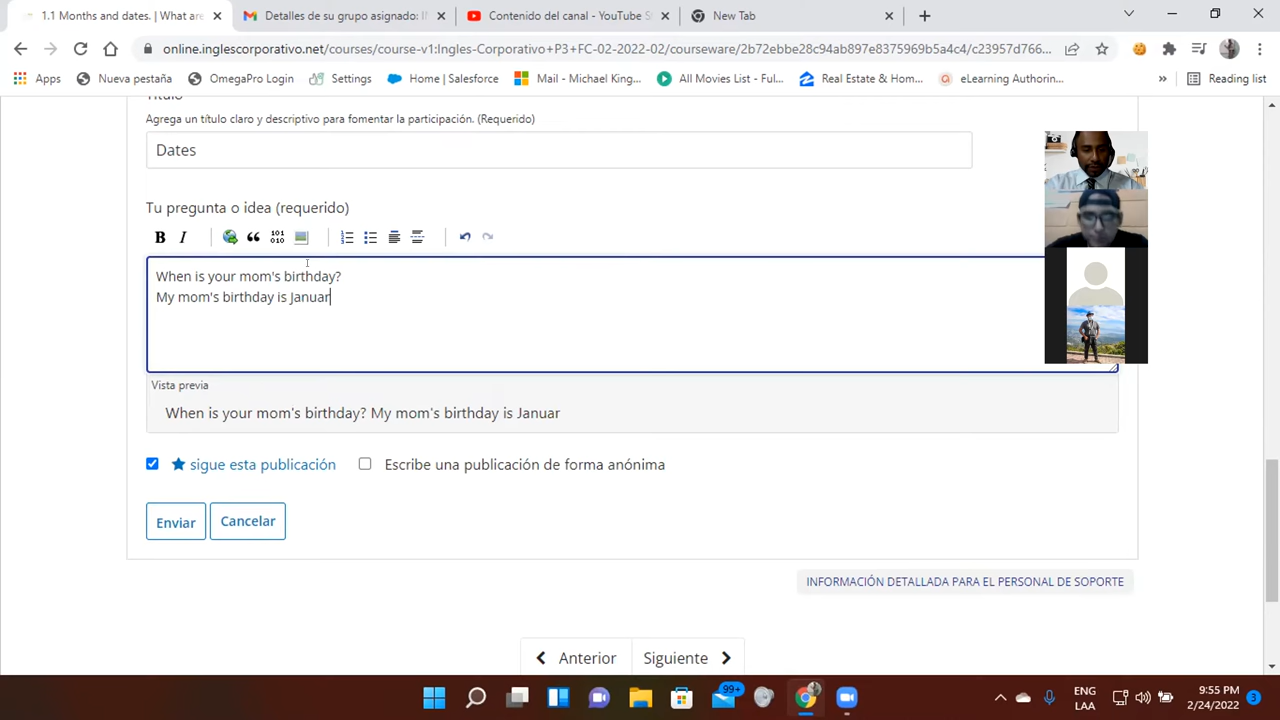 1.1 Months and dates. | What are
Detalles de su grupo asignado: I
Contenido del canal - YouTube S
New Tab
online.inglescorporativo.net/courses/course-v1:Ingles-Corporativo+P3+FC-02-2022-02/courseware/2b72ebbe28c94ab897e8375969b5a4c4/c23957d766...
Apps
Nueva pestaña
OmegaPro Login
Settings
Home | Salesforce
Mail - Michael King...
All Movies List - Ful...
Real Estate & Hom...
eLearning Authorin...
»
Reading list
Título
Agrega un título claro y descriptivo para fomentar la participación. (Requerido)
Dates
Tu pregunta o idea (requerido)
B I
101
010
When is your mom's birthday?
My mom's birthday is Januar
Vista previa
When is your mom's birthday? My mom's birthday is Januar
sigue esta publicación
Escribe una publicación de forma anónima
Enviar
Cancelar
INFORMACIÓN DETALLADA PARA EL PERSONAL DE SOPORTE
Anterior
Siguiente
99+
ENG
LAA
9:55 PM
2/24/2022
3